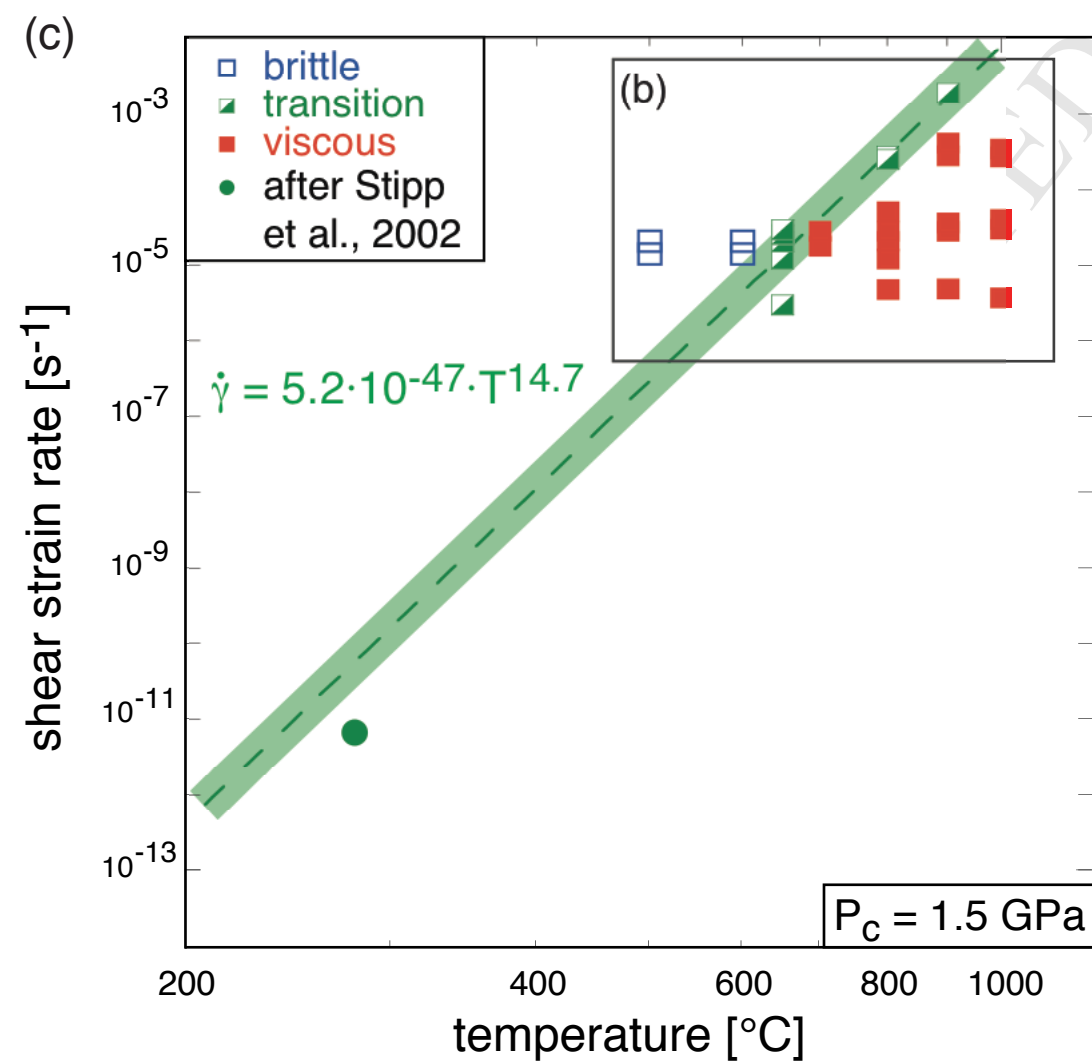 (c)
brittle
transition
viscous
after Stipp
et al., 2002
(b)
10⁻³
10⁻⁵
10⁻⁷
10⁻⁹
10⁻¹¹
10⁻¹³
shear strain rate [s⁻¹]
γ̇ = 5.2·10⁻⁴⁷·T¹⁴·⁷
P_c = 1.5 GPa
200 400 600 800 1000
temperature [°C]